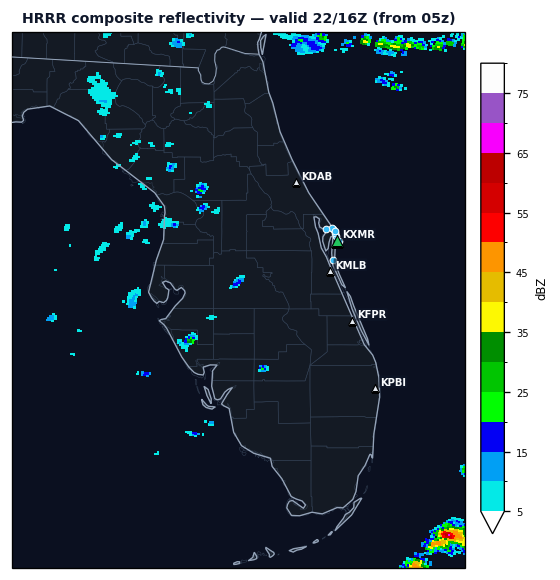 HRRR composite reflectivity — valid 22/16Z (from 05z)
KDAB
KXMR
KMLB
KFPR
KPBI
75
65
55
45
35
25
15
5
dBZ